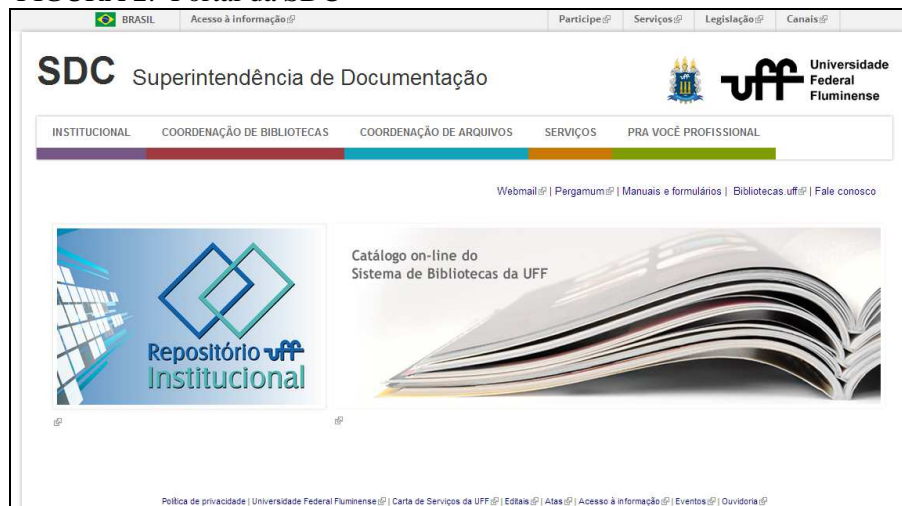 FIGURA 2: Portal da SDC
BRASIL Acesso à informação Participe Serviços Legislação Canais
SDC Superintendência de Documentação
uff Universidade
Federal
Fluminense
INSTITUCIONAL COORDENAÇÃO DE BIBLIOTECAS COORDENAÇÃO DE ARQUIVOS SERVIÇOS PRA VOCÊ PROFISSIONAL
Webmail | Pergamum | Manuais e formulários | Bibliotecas.uff | Fale conosco
Repositório uff
Institucional
Catálogo on-line do
Sistema de Bibliotecas da UFF
Política de privacidade | Universidade Federal Fluminense | Carta de Serviços da UFF | Editais | Atas | Acesso à informação | Eventos | Ouvidoria